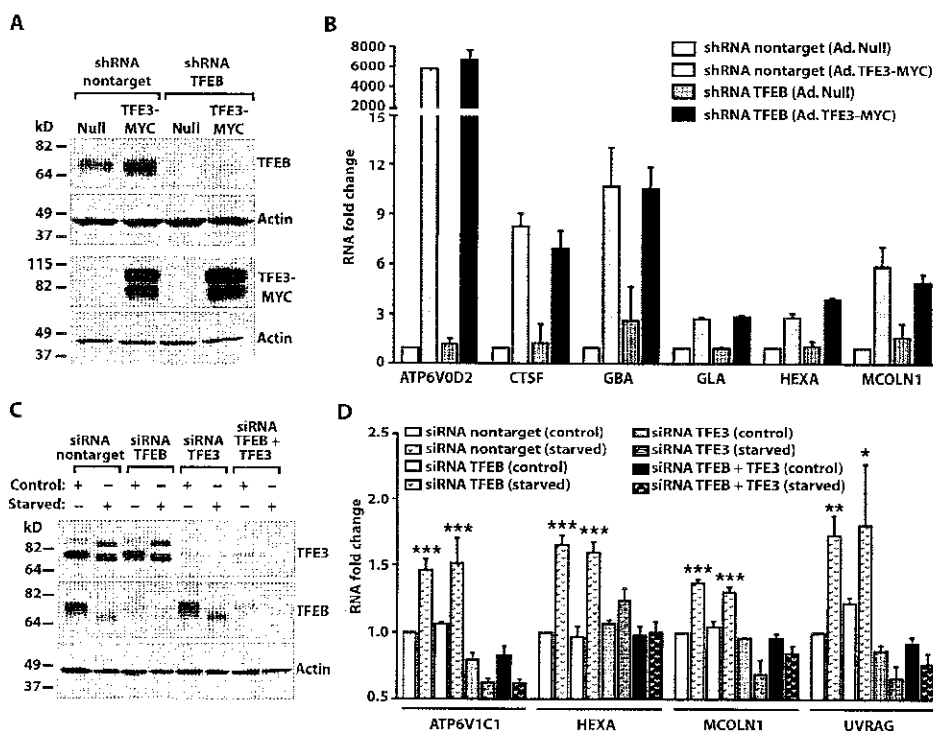 A
shRNA nontarget
shRNA TFEB
Null
TFE3-MYC
Null
TFE3-MYC
kD
82
64
TFEB
49
37
Actin
115
82
TFE3-MYC
49
37
Actin
B
RNA fold change
8000
6000
4000
2000
15
12
9
6
3
0
shRNA nontarget (Ad. Null)
shRNA nontarget (Ad. TFE3-MYC)
shRNA TFEB (Ad. Null)
shRNA TFEB (Ad. TFE3-MYC)
ATP6V0D2
CTSF
GBA
GLA
HEXA
MCOLN1
C
siRNA nontarget
siRNA TFEB
siRNA TFE3
siRNA TFEB + TFE3
Control: + – + – + – + –
Starved: – + – + – + – +
kD
82
64
TFE3
82
64
TFEB
49
37
Actin
D
RNA fold change
2.5
2.0
1.5
1.0
0.5
siRNA nontarget (control)
siRNA nontarget (starved)
siRNA TFEB (control)
siRNA TFEB (starved)
siRNA TFE3 (control)
siRNA TFE3 (starved)
siRNA TFEB + TFE3 (control)
siRNA TFEB + TFE3 (starved)
***
***
***
***
***
***
**
*
ATP6V1C1
HEXA
MCOLN1
UVRAG